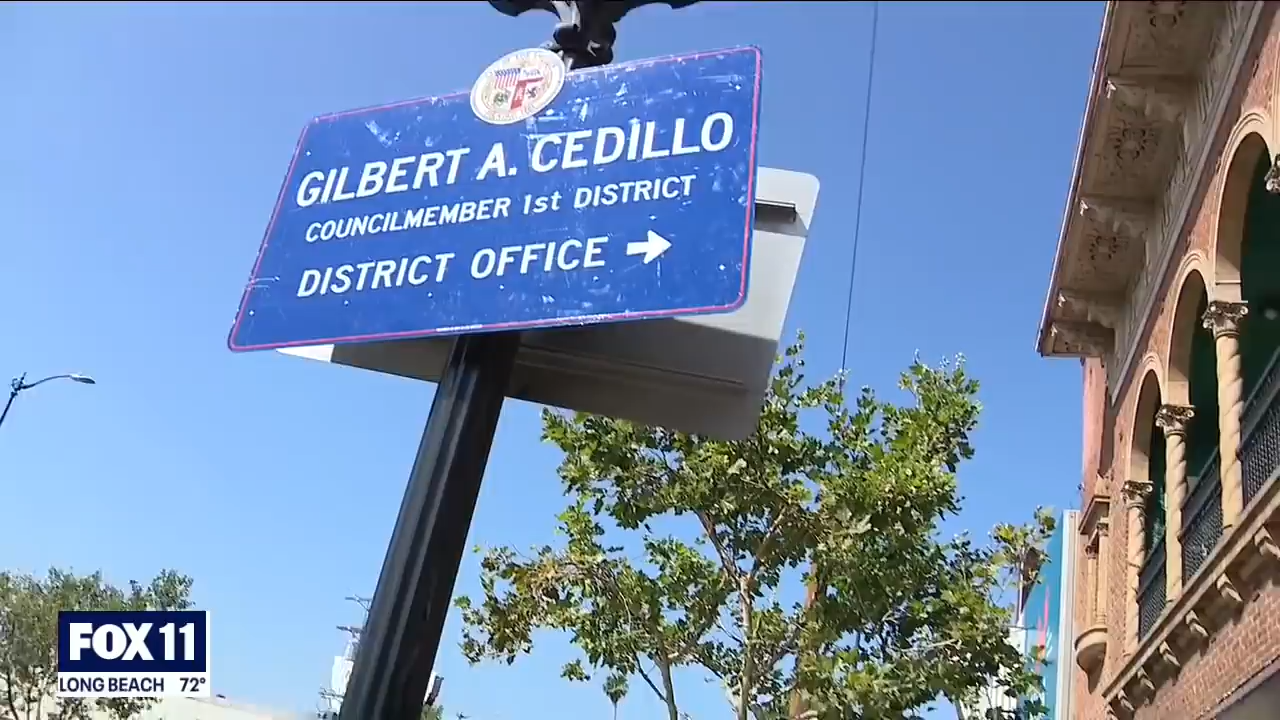 GILBERT A. CEDILLO
COUNCILMEMBER 1st DISTRICT
DISTRICT OFFICE →
FOX 11
LONG BEACH 72°